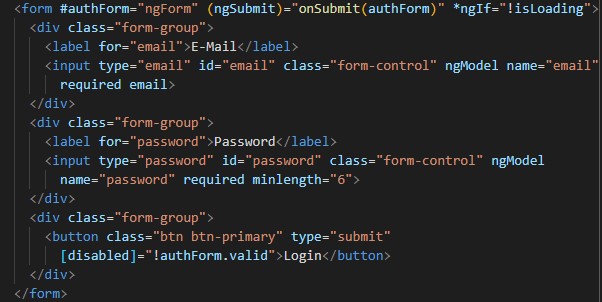 <form #authForm="ngForm" (ngSubmit)="onSubmit(authForm)" *ngIf="!isLoading">
<div class="form-group">
<label for="email">E-Mail</label>
<input type="email" id="email" class="form-control" ngModel name="email"
required email>
</div>
<div class="form-group">
<label for="password">Password</label>
<input type="password" id="password" class="form-control" ngModel
name="password" required minlength="6">
</div>
<div class="form-group">
<button class="btn btn-primary" type="submit"
[disabled]="!authForm.valid">Login</button>
</div>
</form>